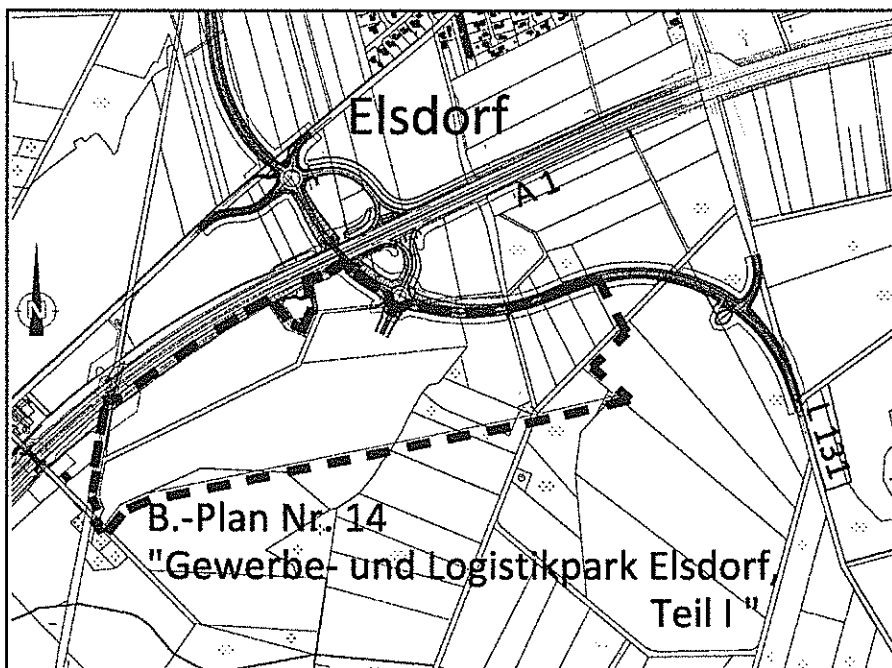 Elsdorf
A 1
N
L 131
B.-Plan Nr. 14
"Gewerbe- und Logistikpark Elsdorf,
Teil I "